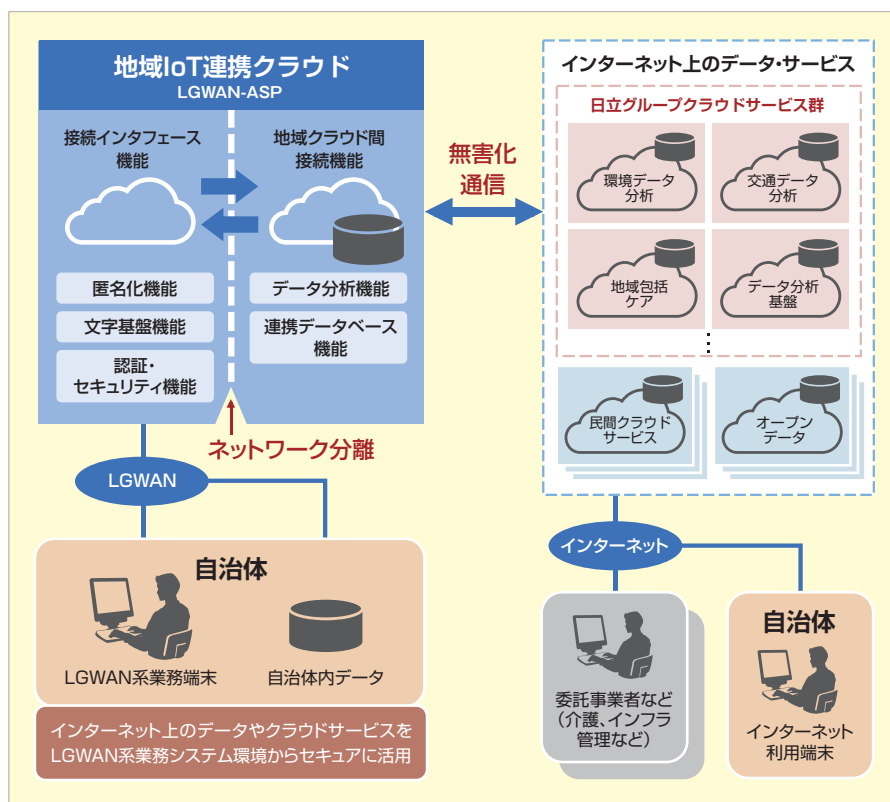 地域IoT連携クラウド
LGWAN-ASP
接続インタフェース
機能
地域クラウド間
接続機能
匿名化機能
文字基盤機能
認証・
セキュリティ機能
データ分析機能
連携データベース
機能
ネットワーク分離
無害化
通信
インターネット上のデータ・サービス
日立グループクラウドサービス群
環境データ
分析
交通データ
分析
地域包括
ケア
データ分析
基盤
民間クラウド
サービス
オープン
データ
LGWAN
自治体
LGWAN系業務端末
自治体内データ
インターネット上のデータやクラウドサービスを
LGWAN系業務システム環境からセキュアに活用
インターネット
委託事業者など
（介護、インフラ
管理など）
自治体
インターネット
利用端末